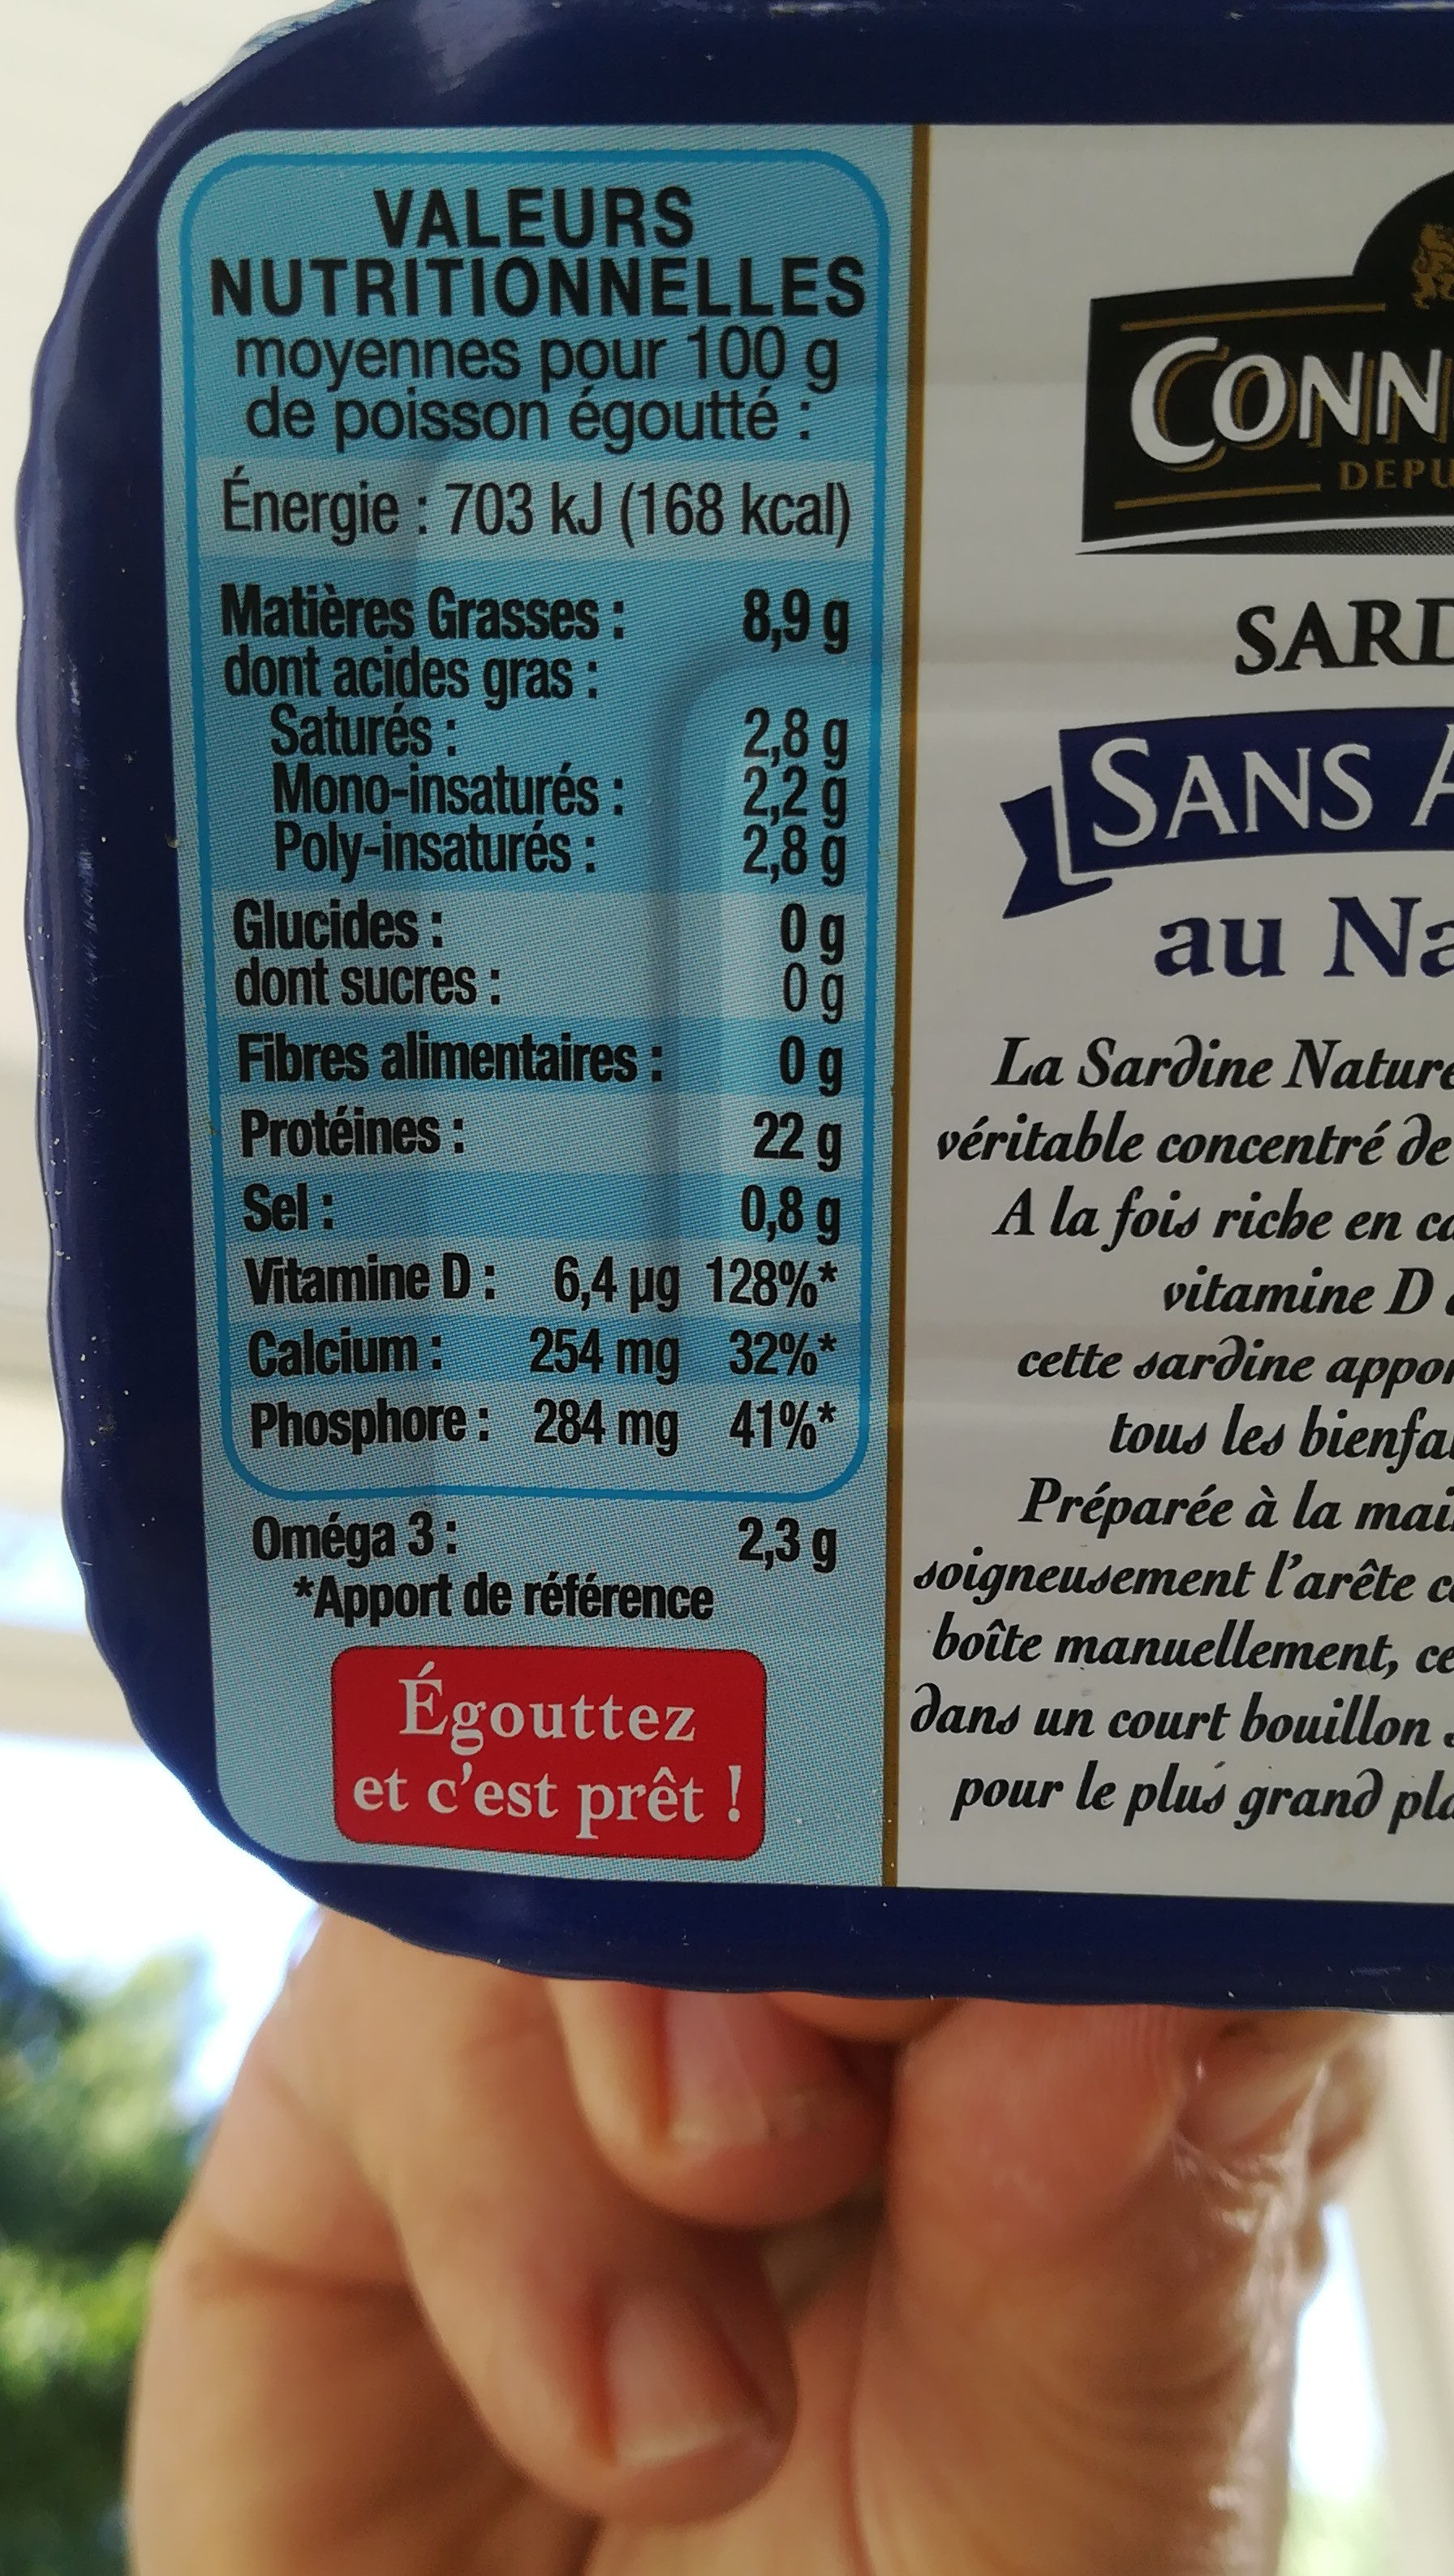 VALEURS
NUTRITIONNELLES
moyennes pour 100 g
de poisson égoutté :
Énergie : 703 kJ (168 kcal)
Matières Grasses : 8,9 g
dont acides gras :
Saturés : 2,8 g
Mono-insaturés : 2,2 g
Poly-insaturés : 2,8 g
Glucides : 0 g
dont sucres : 0 g
Fibres alimentaires : 0 g
Protéines : 22 g
Sel : 0,8 g
Vitamine D : 6,4 µg 128%*
Calcium : 254 mg 32%*
Phosphore : 284 mg 41%*
Oméga 3 : 2,3 g
*Apport de référence
Égouttez
et c'est prêt !
CONN
DEPU
SARD
SANS A
au Na
La Sardine Nature
véritable concentré de
A la fois riche en ca
vitamine D
cette sardine appor
tous les bienfai
Préparée à la mai
soigneusement l'arête c
boîte manuellement, ce
dans un court bouillon
pour le plus grand pla